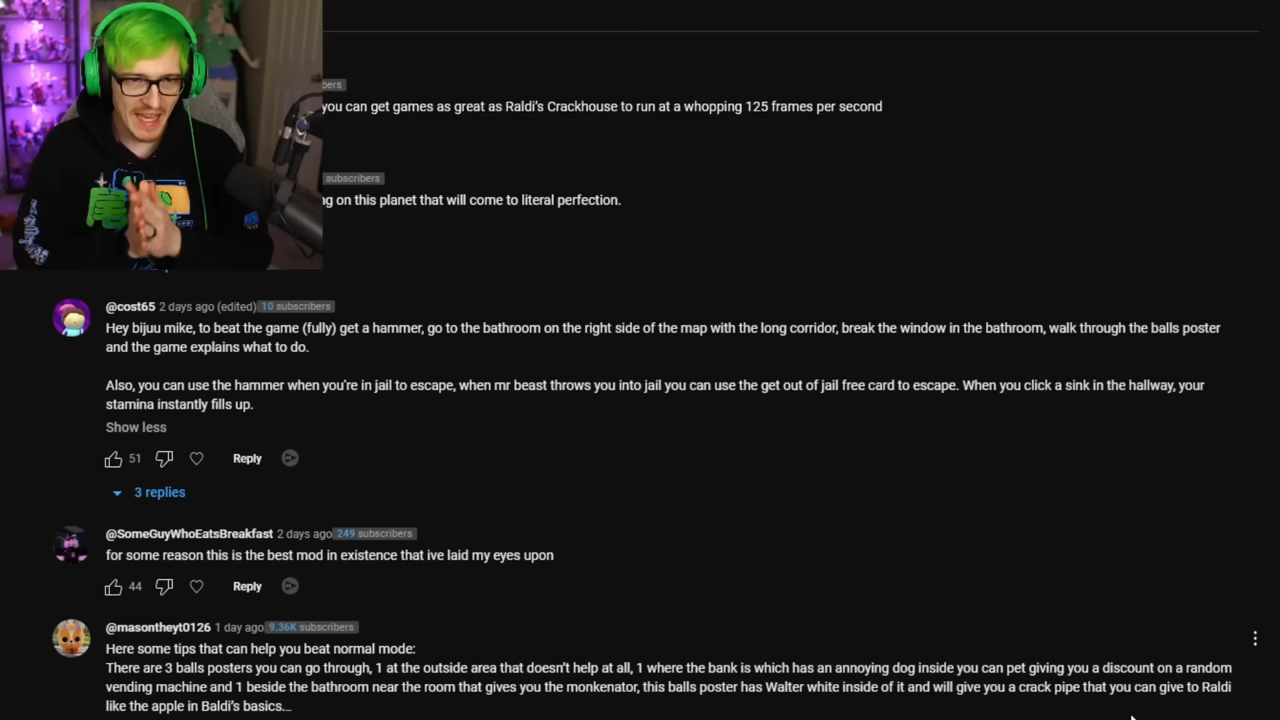 bers
you can get games as great as Raldi's Crackhouse to run at a whopping 125 frames per second
subscribers
ng on this planet that will come to literal perfection.
@cost65 2 days ago (edited) 10 subscribers
Hey bijuu mike, to beat the game (fully) get a hammer, go to the bathroom on the right side of the map with the long corridor, break the window in the bathroom, walk through the balls poster
and the game explains what to do.
Also, you can use the hammer when you're in jail to escape, when mr beast throws you into jail you can use the get out of jail free card to escape. When you click a sink in the hallway, your
stamina instantly fills up.
Show less
51 Reply
3 replies
@SomeGuyWhoEatsBreakfast 2 days ago 249 subscribers
for some reason this is the best mod in existence that ive laid my eyes upon
44 Reply
@masontheyt0126 1 day ago 9.36K subscribers
Here some tips that can help you beat normal mode:
There are 3 balls posters you can go through, 1 at the outside area that doesn't help at all, 1 where the bank is which has an annoying dog inside you can pet giving you a discount on a random
vending machine and 1 beside the bathroom near the room that gives you the monkenator, this balls poster has Walter white inside of it and will give you a crack pipe that you can give to Raldi
like the apple in Baldi's basics...